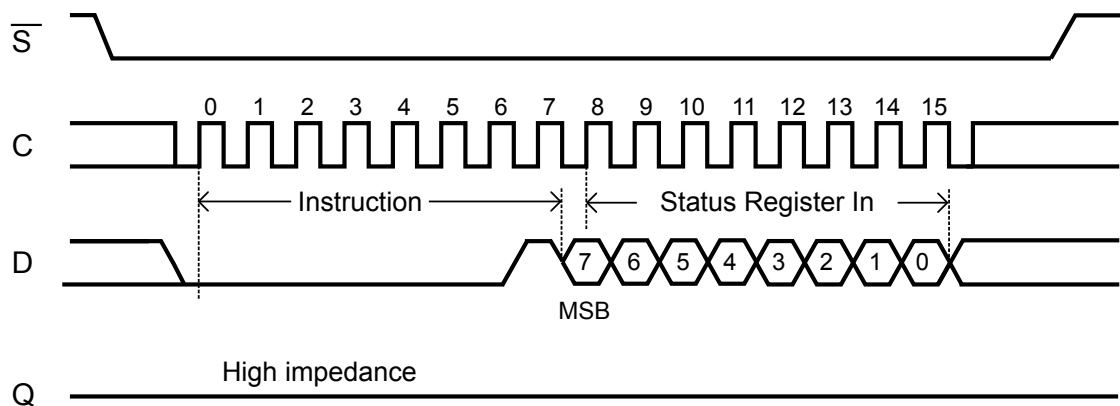 S
0 1 2 3 4 5 6 7 8 9 10 11 12 13 14 15
C
Instruction Status Register In
D
7 6 5 4 3 2 1 0
MSB
High impedance
Q